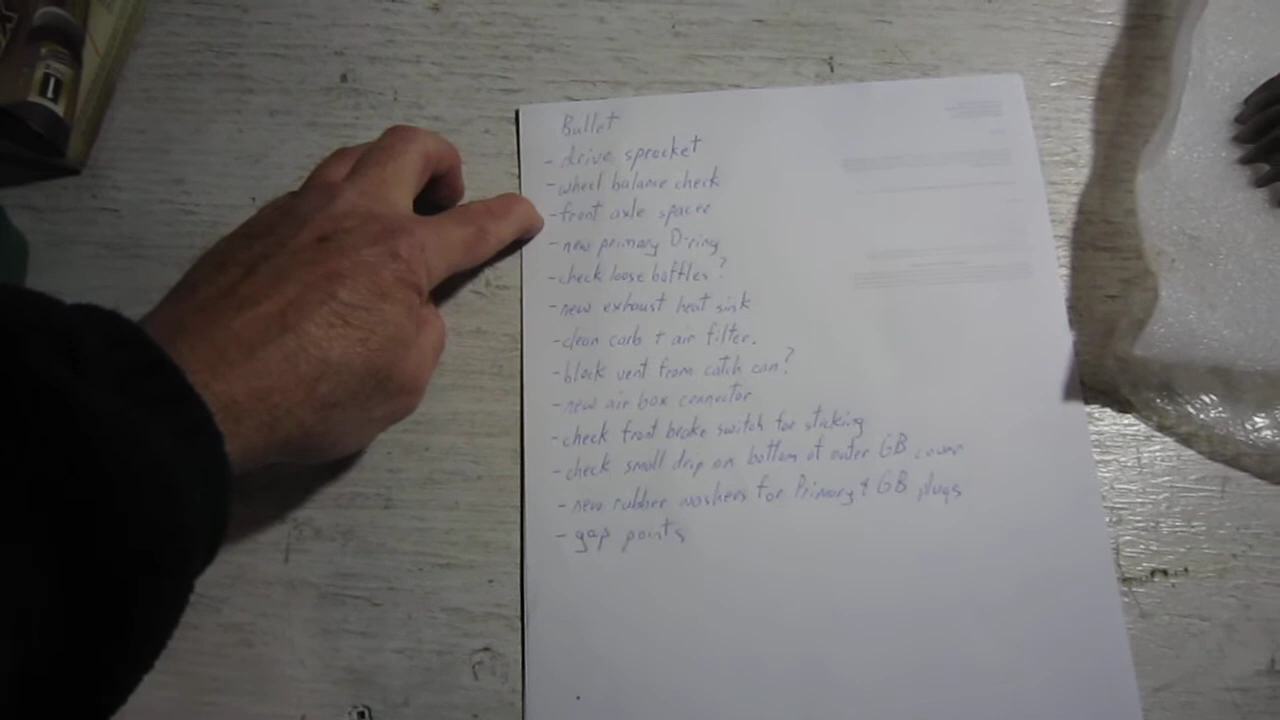 Bullet
- drive sprocket
- wheel balance check
- front axle spacer
- new primary O-ring
- check loose baffles?
- new exhaust heat sink
- clean carb + air filter.
- block vent from catch can?
- new air box connector
- check front brake switch for sticking
- check small drip on bottom of outer GB cover
- new rubber washers for Primary & GB plugs
- gap points